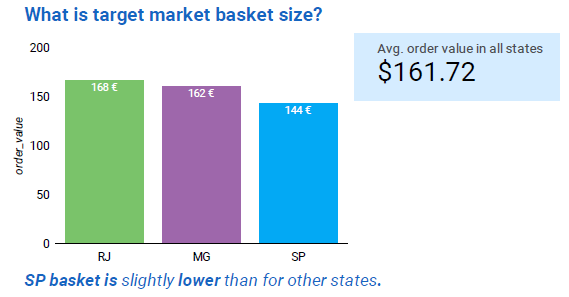 What is target market basket size?
Avg. order value in all states
$161.72
order_value
200
150
100
50
0
168 €
162 €
144 €
RJ
MG
SP
SP basket is slightly lower than for other states.